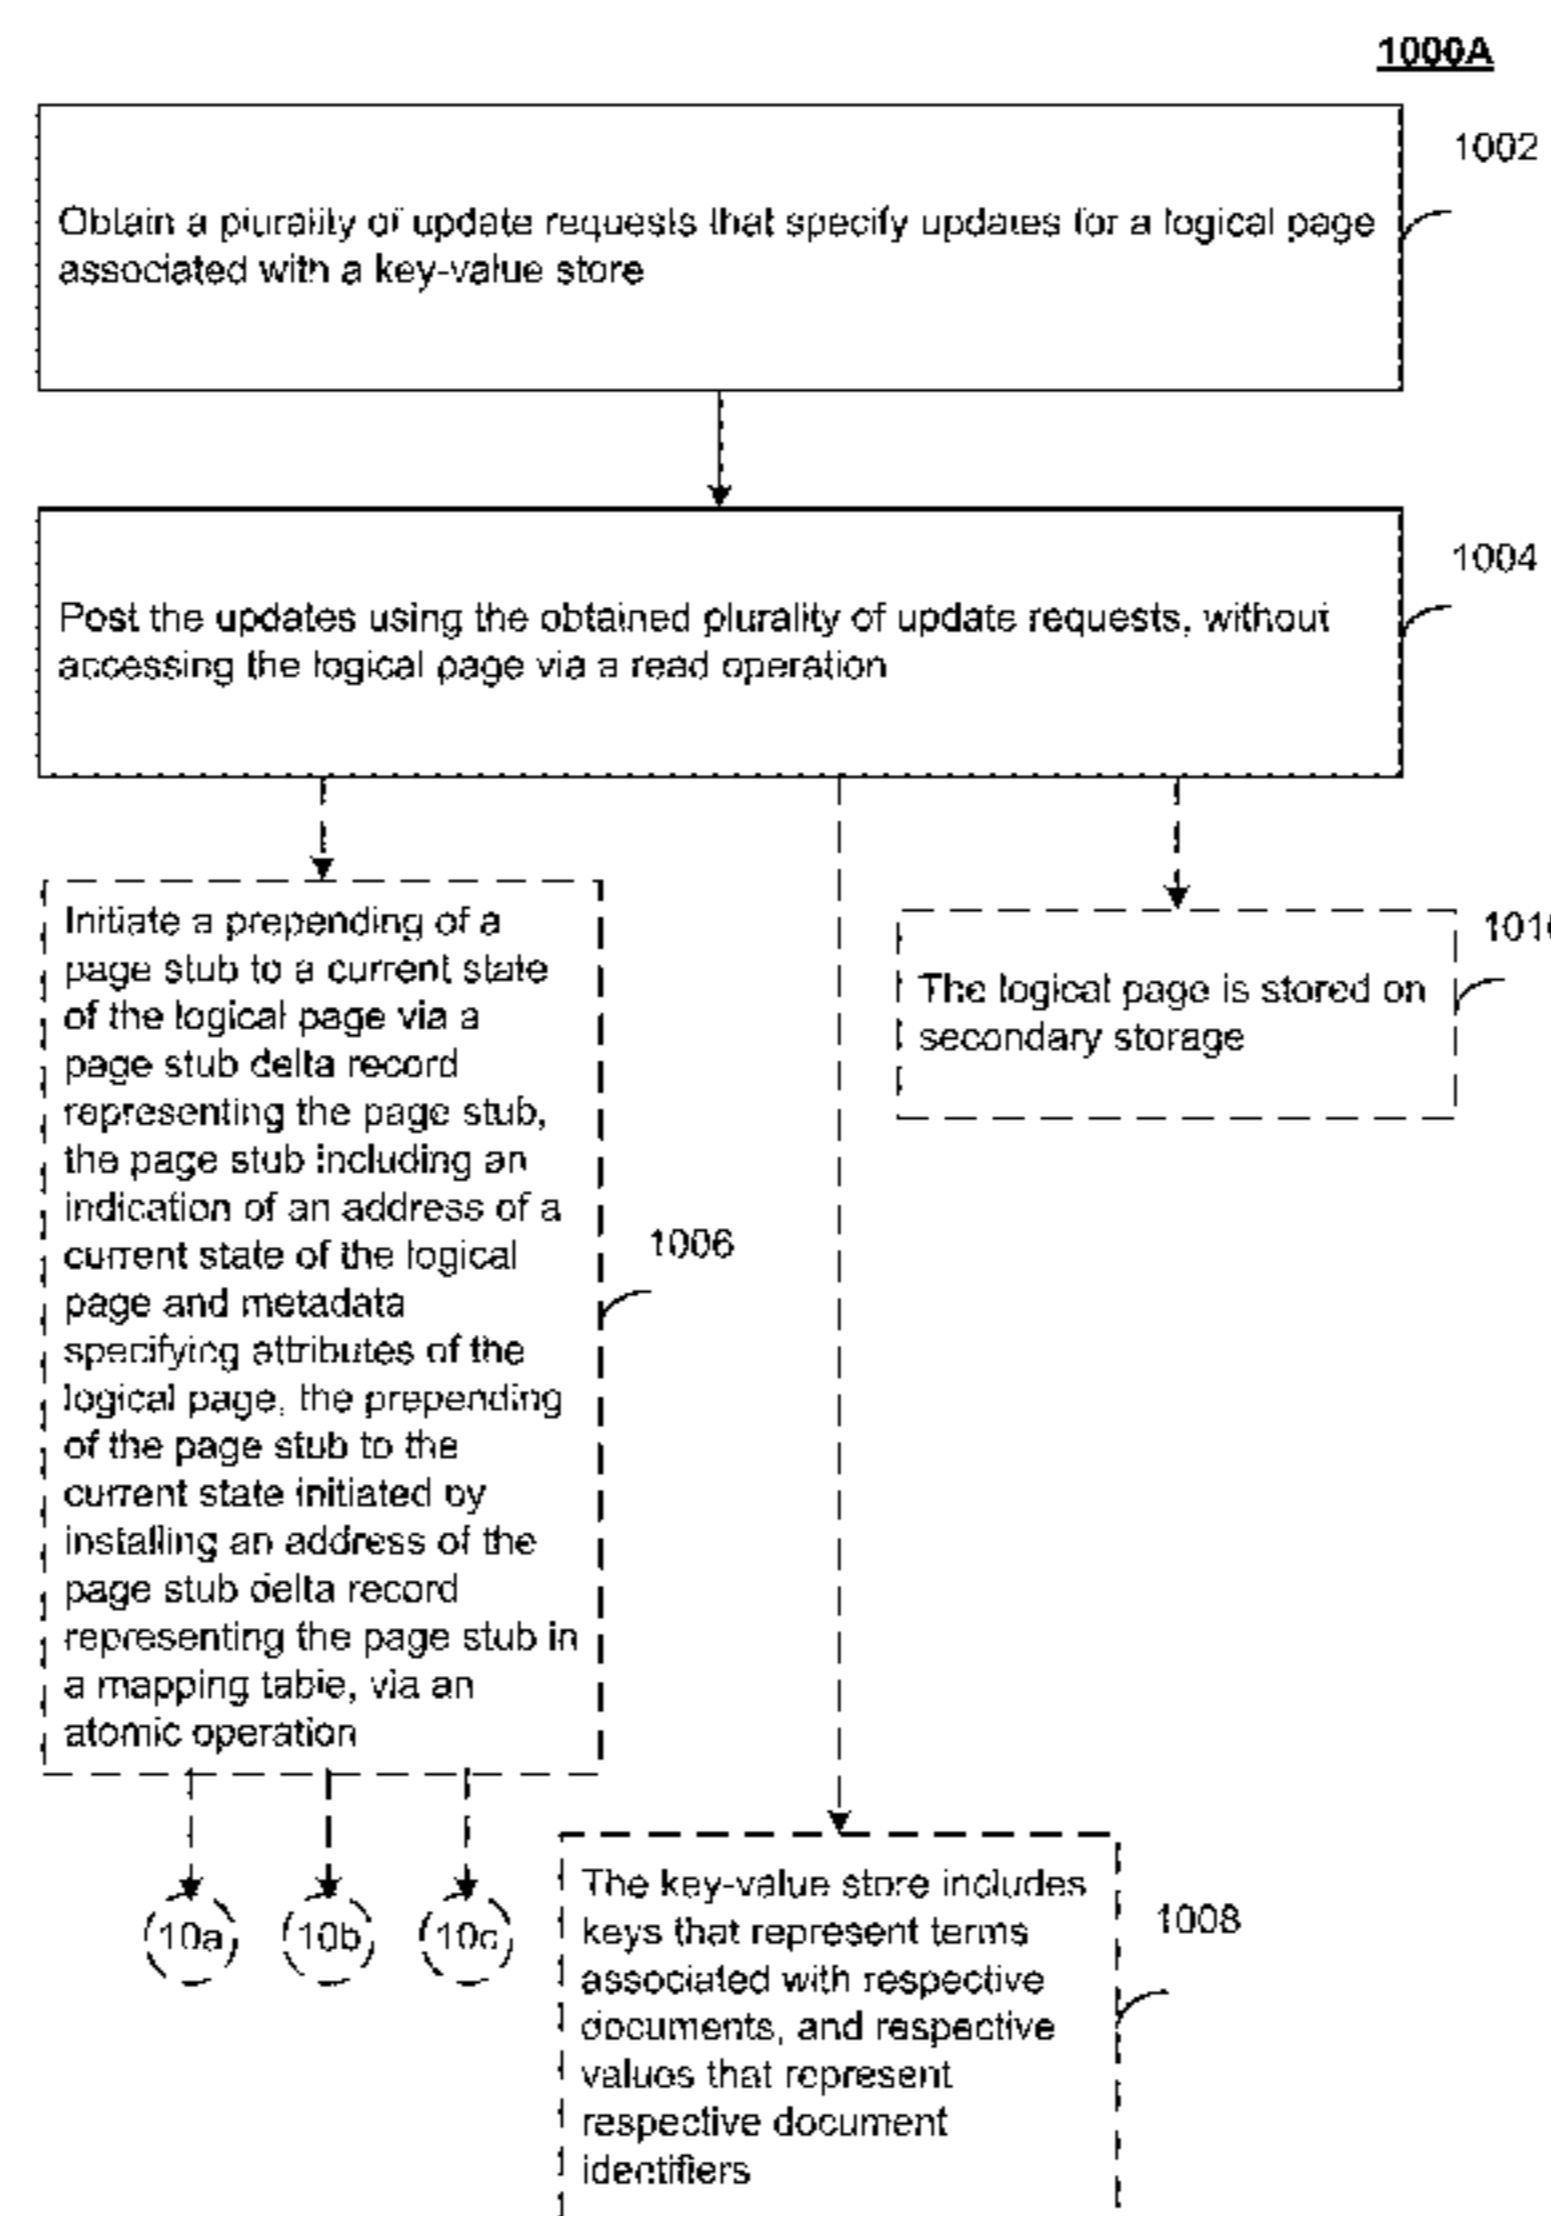 1000A
1002
Obtain a plurality of update requests that specify updates for a logical page
associated with a key-value store
1004
Post the updates using the obtained plurality of update requests, without
accessing the logical page via a read operation
Initiate a prepending of a
page stub to a current state
of the logical page via a
page stub delta record
representing the page stub,
the page stub including an
indication of an address of a
current state of the logical
page and metadata
specifying attributes of the
logical page, the prepending
of the page stub to the
current state initiated by
installing an address of the
page stub delta record
representing the page stub in
a mapping table, via an
atomic operation
1006
The logical page is stored on
secondary storage
10a
10b
10c
The key-value store includes
keys that represent terms
associated with respective
documents, and respective
values that represent
respective document
identifiers
1008